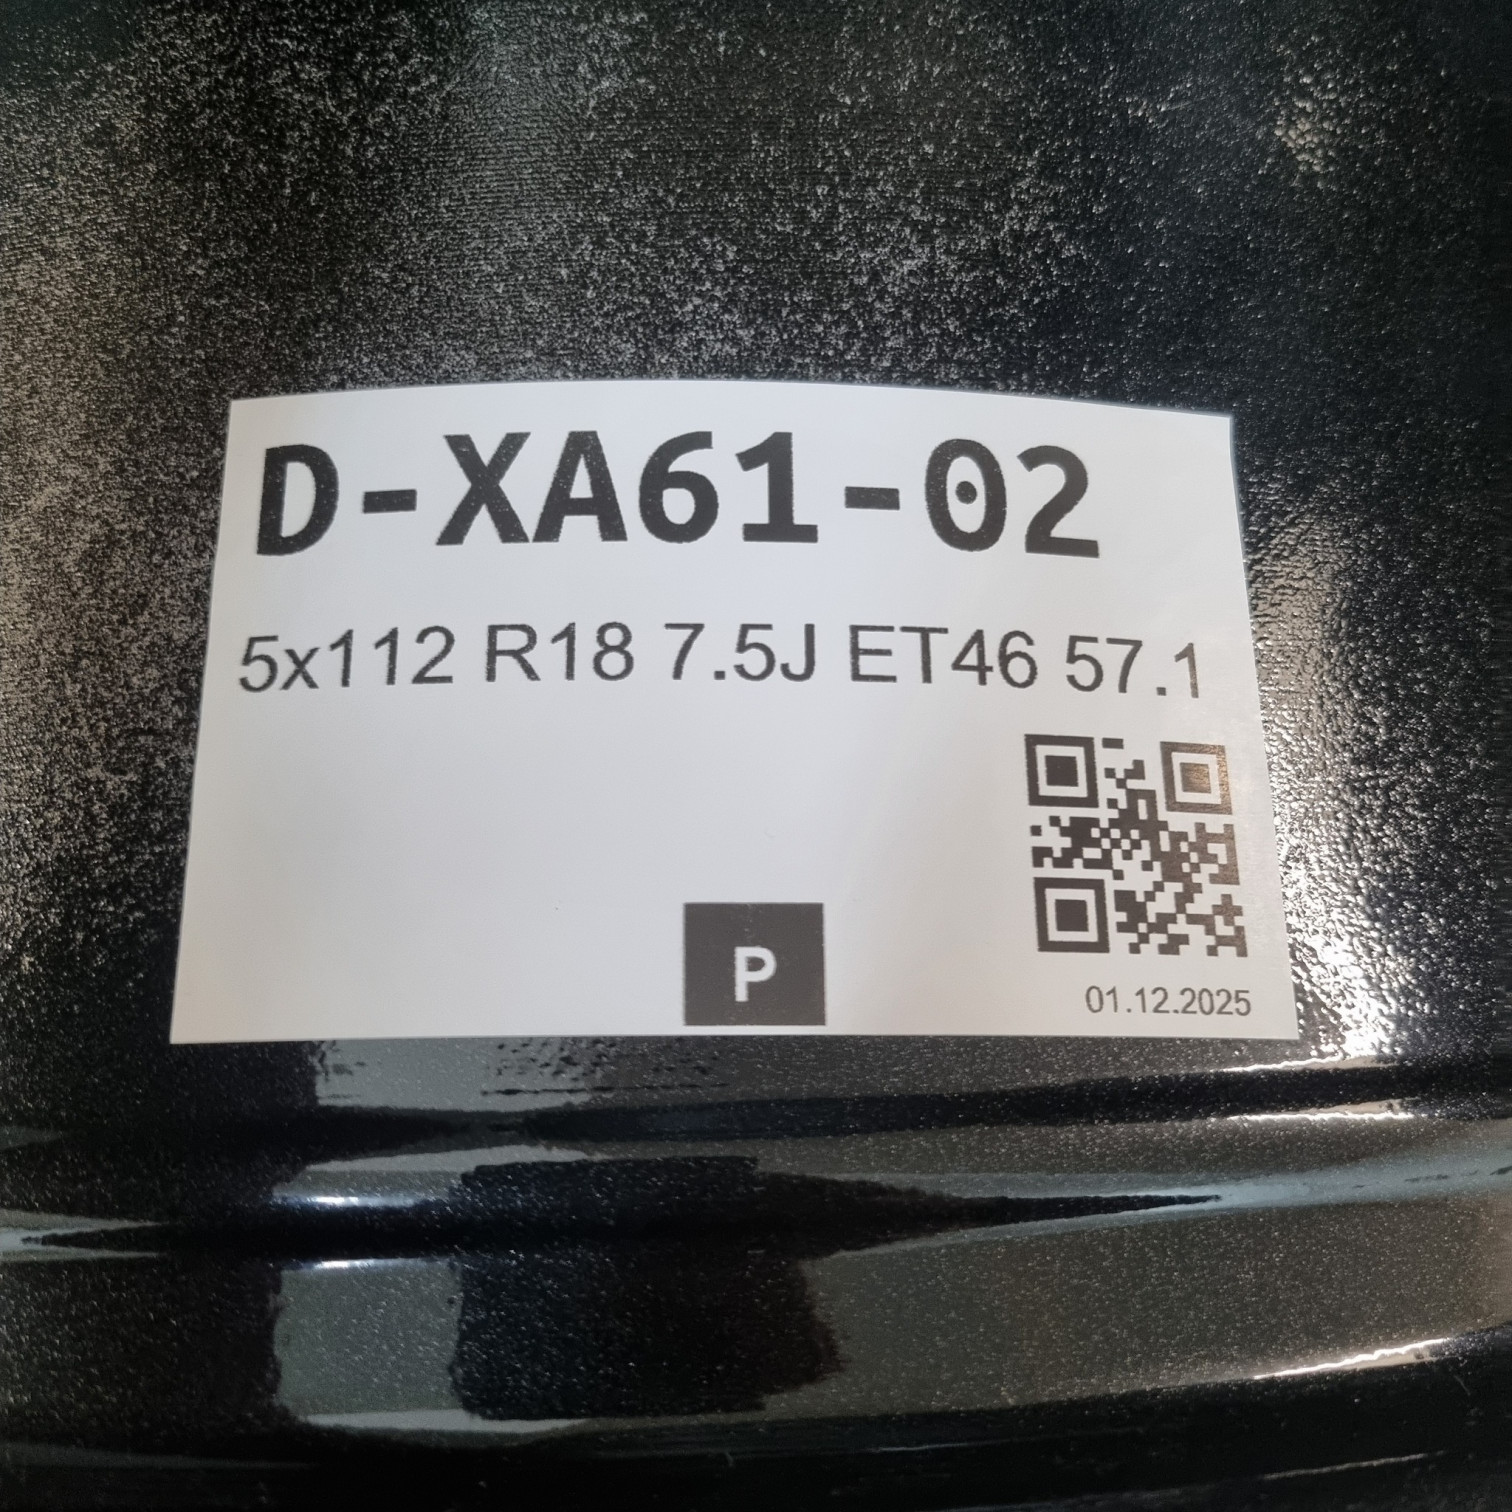 D-XA61-02
5x112 R18 7.5J ET46 57.1
P
01.12.2025